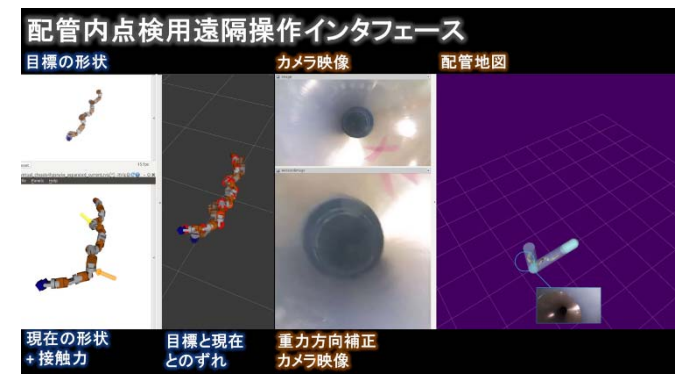 配管内点検用遠隔操作インタフェース
目標の形状
カメラ映像
配管地図
現在の形状
+接触力
目標と現在
とのずれ
重力方向補正
カメラ映像